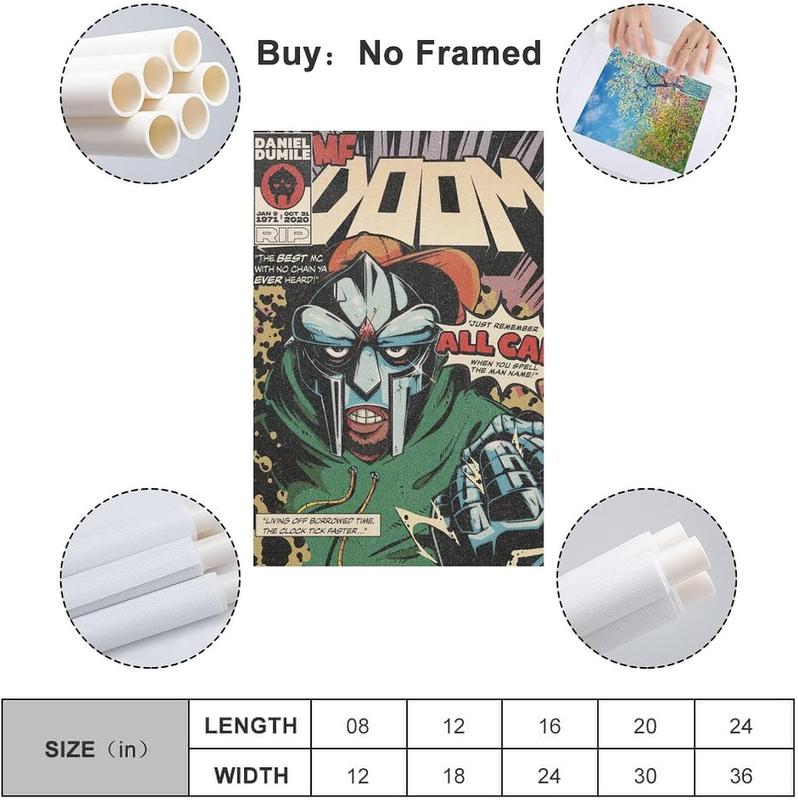 Buy：No Framed
DANIEL
DUMILE
MF
DOOM
JAN 9 OCT 31
1971 2020
RIP
"THE BEST MC
WITH NO CHAIN YA
EVER HEARD!"
"JUST REMEMBER
ALL CA
WHEN YOU SPELL
THE MAN NAME!"
"LIVING OFF BORROWED TIME,
THE CLOCK TICK FASTER..."
SIZE（in） LENGTH 08 12 16 20 24
WIDTH 12 18 24 30 36